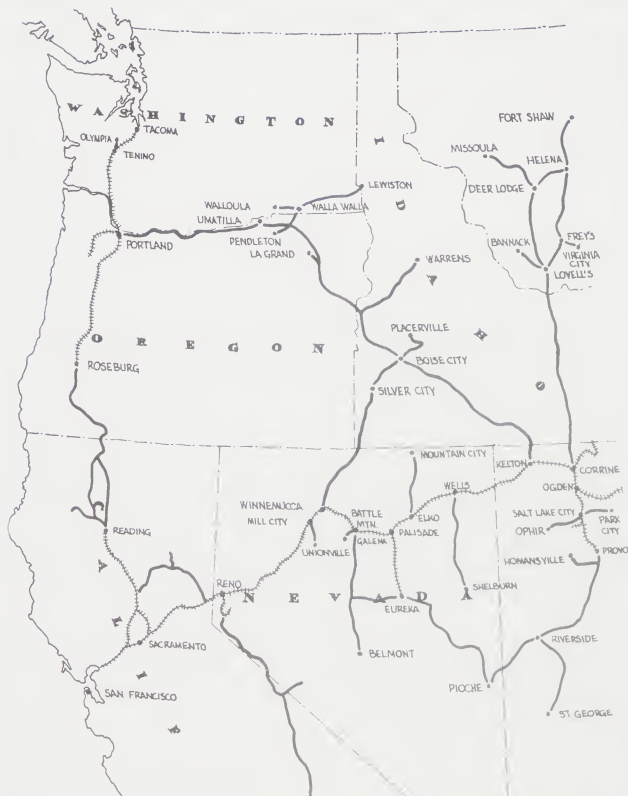 WASHINGTON
TACOMA
OLYMPIA
TENINO
FORT SHAW
MISSOULA
HELENA
DEER LODGE
LEWISTON
WALLOULA
WALLA WALLA
UMATILLA
PORTLAND
PENDLETON
LA GRAND
BANNACK
FREY'S
VIRGINIA
CITY
LOVELL'S
WARRENS
IDAHO
PLACERVILLE
OREGON
BOISE CITY
ROSEBURG
SILVER CITY
MOUNTAIN CITY
KELTON
CORRINE
WELLS
OGDEN
WINNEMUCCA
MILL CITY
BATTLE
MTN.
GALENA
ELKO
PALISADE
SALT LAKE CITY
PARK
CITY
OPHIR
READING
UNIONVILLE
HOMANSVILLE
PROVO
RENO
NEVADA
SHELBURN
EUREKA
CALIF
SACRAMENTO
BELMONT
RIVERSIDE
PIOCHE
SAN FRANCISCO
ST GEORGE